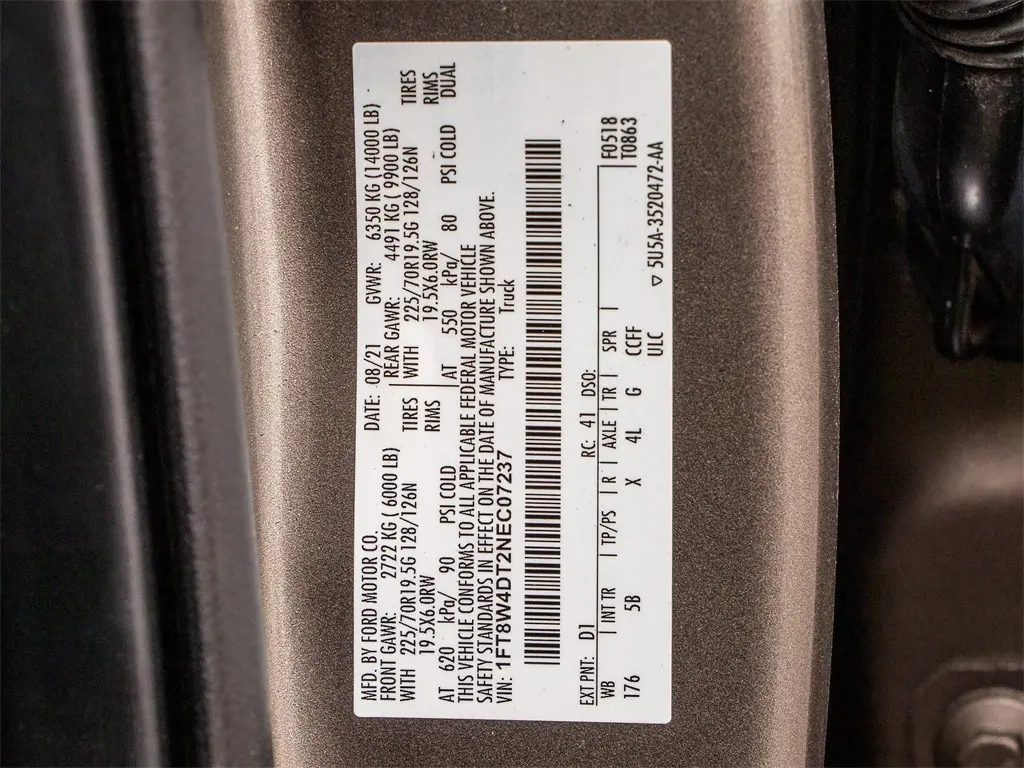 MFD. BY FORD MOTOR CO.
DATE: 08/21 GVWR: 6350 KG (14000 LB)
FRONT GAWR: 2722 KG ( 6000 LB)
REAR GAWR: 4491 KG ( 9900 LB)
WITH 225/70R19.5G 128/126N TIRES
WITH 225/70R19.5G 128/126N TIRES
19.5X6.0RW RIMS
19.5X6.0RW RIMS
AT 620 kPa/ 90 PSI COLD
AT 550 kPa/ 80 PSI COLD DUAL
THIS VEHICLE CONFORMS TO ALL APPLICABLE FEDERAL MOTOR VEHICLE
SAFETY STANDARDS IN EFFECT ON THE DATE OF MANUFACTURE SHOWN ABOVE.
VIN: 1FT8W4DT2NEC07237 TYPE: Truck
EXT PNT: D1 RC: 41 DSO:
F0518
WB INT TR TP/PS R AXLE TR SPR
T0863
176 5B X 4L G CCFF
ULC ▽ 5U5A-3520472-AA